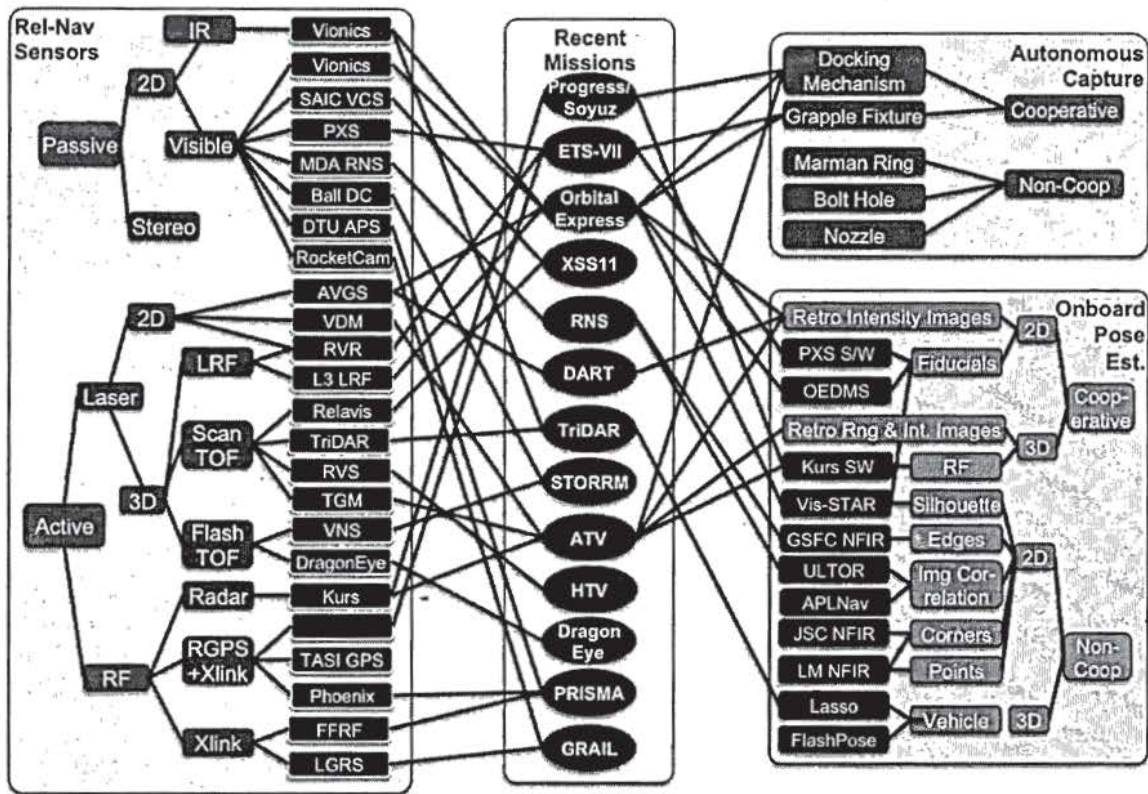 Rel-Nav
Sensors
IR
2D
Passive
Visible
Stereo
2D
LRF
Laser
Scan
TOF
3D
Active
Flash
TOF
Radar
RGPS
+Xlink
RF
Xlink
Vionics
Vionics
SAIC VCS
PXS
MDA RNS
Ball DC
DTU APS
RocketCam
AVGS
VDM
RVR
L3 LRF
Relavis
TriDAR
RVS
TGM
VNS
DragonEye
Kurs
TASI GPS
Phoenix
FFRF
LGRS
Recent
Missions
Progress/
Soyuz
ETS-VII
Orbital
Express
XSS11
RNS
DART
TriDAR
STORRM
ATV
HTV
Dragon
Eye
PRISMA
GRAIL
Autonomous
Capture
Docking
Mechanism
Grapple Fixture
Cooperative
Marman Ring
Bolt Hole
Nozzle
Non-Coop
Onboard
Pose
Est.
Retro Intensity Images
2D
PXS S/W
Fiducials
OEDMS
Coop-
erative
Retro Rng & Int. Images
3D
Kurs SW
RF
Vis-STAR
Silhouette
GSFC NFIR
Edges
2D
ULTOR
Img Cor-
relation
APLNav
JSC NFIR
Corners
Non-
Coop
LM NFIR
Points
Lasso
Vehicle
3D
FlashPose